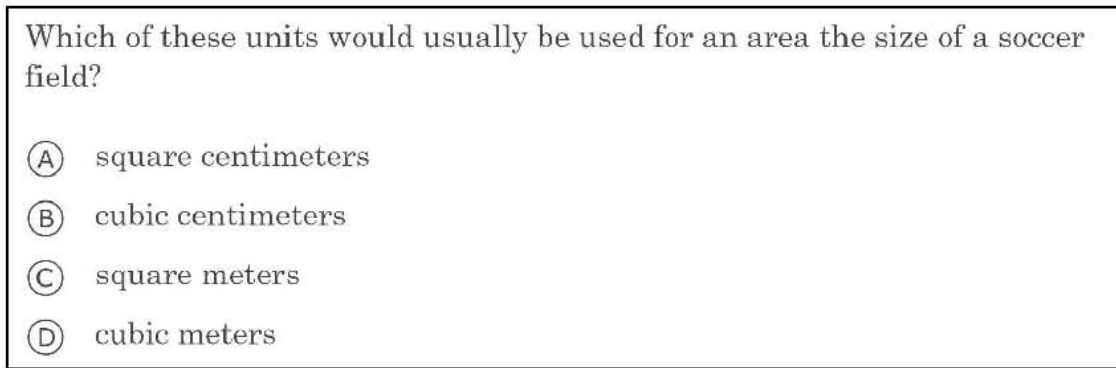 Which of these units would usually be used for an area the size of a soccer
field?
A square centimeters
B cubic centimeters
C square meters
D cubic meters